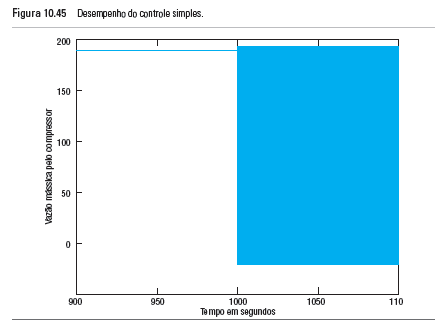 Figura 10.45 Desempenho do controle simples.
200
150
100
50
0
Vazão mássica pelo compressor
900 950 1000 1050 110
Tempo em segundos